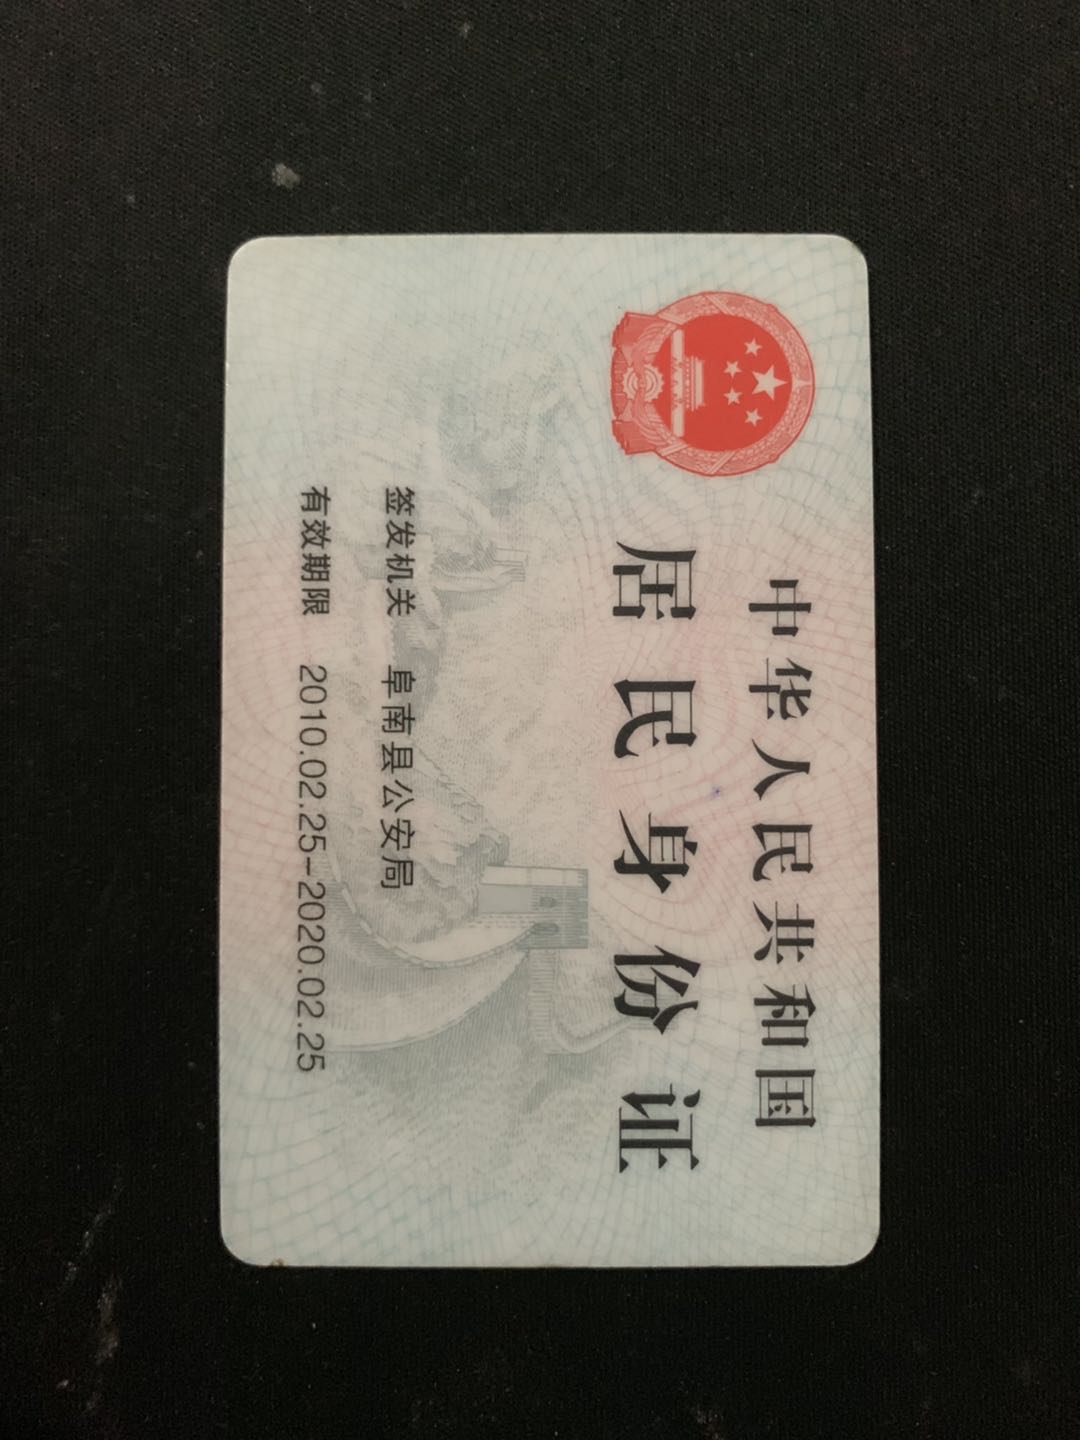 中华人民共和国
居民身份证
签发机关 阜南县公安局
有效期限 2010.02.25-2020.02.25